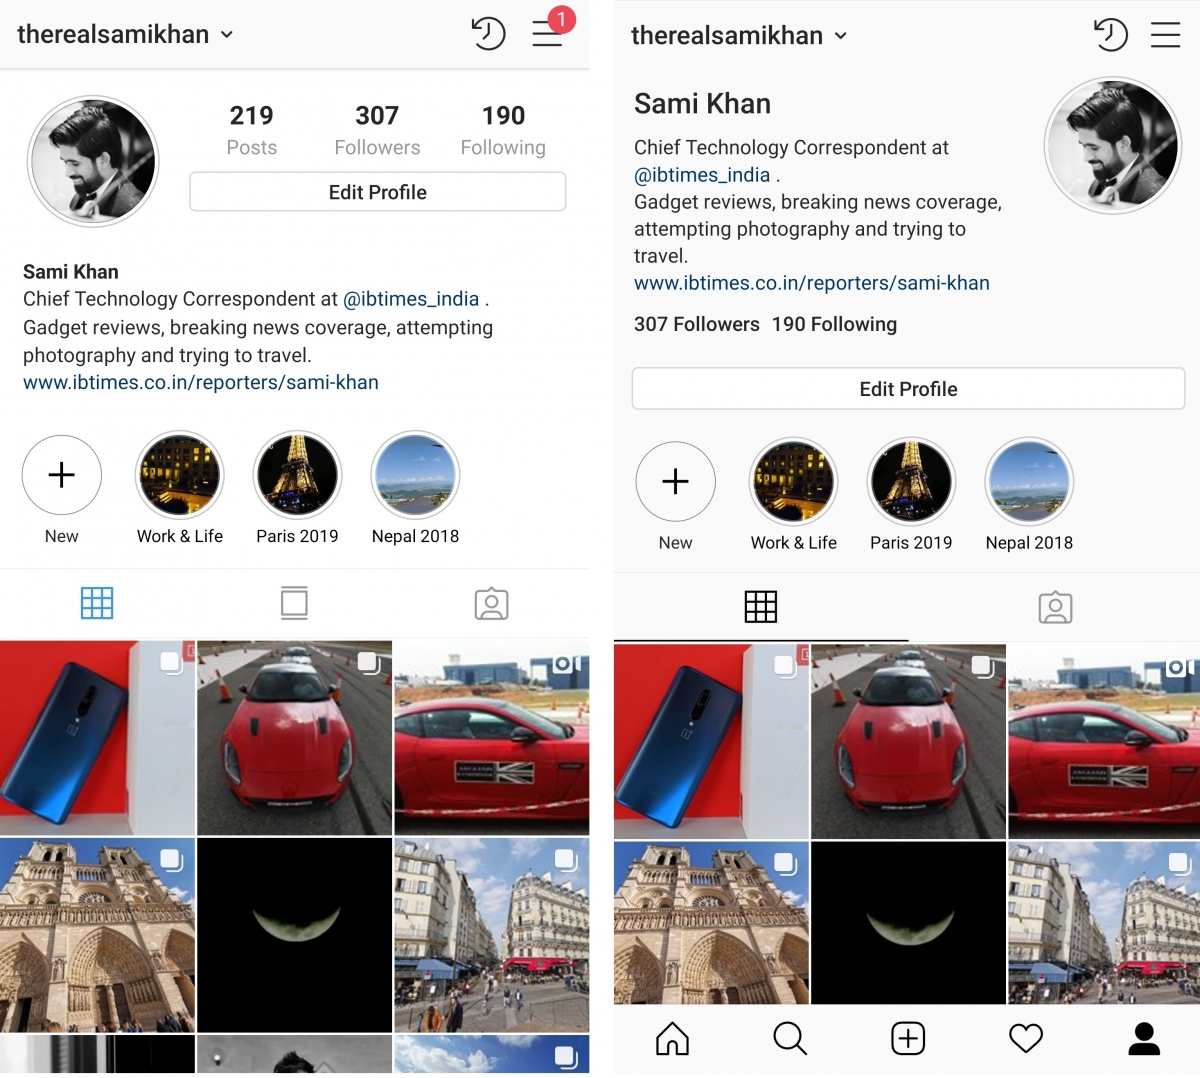 therealsamikhan
1
219 307 190
Posts Followers Following
Edit Profile
Sami Khan
Chief Technology Correspondent at @ibtimes_india .
Gadget reviews, breaking news coverage, attempting
photography and trying to travel.
www.ibtimes.co.in/reporters/sami-khan
New Work & Life Paris 2019 Nepal 2018
therealsamikhan
Sami Khan
Chief Technology Correspondent at
@ibtimes_india .
Gadget reviews, breaking news coverage,
attempting photography and trying to
travel.
www.ibtimes.co.in/reporters/sami-khan
307 Followers 190 Following
Edit Profile
New Work & Life Paris 2019 Nepal 2018